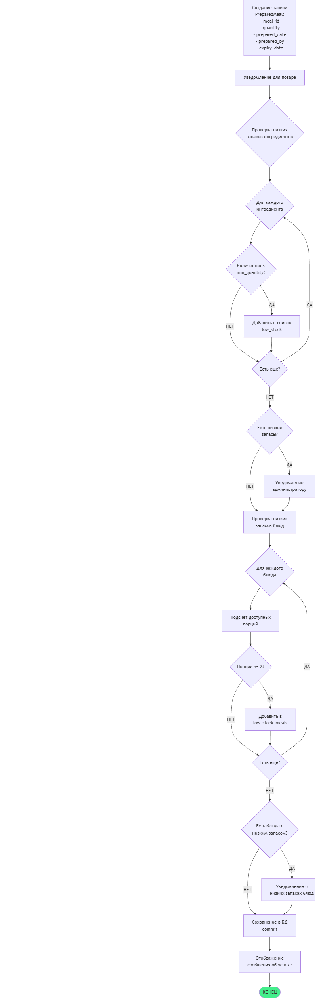 Создание записи
PreparedMeal:
- meal_id
- quantity
- prepared_date
- prepared_by
- expiry_date
Уведомление для повара
Проверка низких
запасов ингредиентов
Для каждого
ингредиента
Количество <
min_quantity?
ДА
ДА
Добавить в список
low_stock
НЕТ
Есть еще?
НЕТ
Есть низкие
запасы?
ДА
НЕТ
Уведомление
администратору
Проверка низких
запасов блюд
Для каждого
блюда
Подсчет доступных
порций
Порций <= 2?
ДА
ДА
НЕТ
Добавить в
low_stock_meals
Есть еще?
НЕТ
Есть блюда с
низким запасом?
ДА
НЕТ
Уведомление о
низких запасах блюд
Сохранение в БД
commit
Отображение
сообщения об успехе
КОНЕЦ